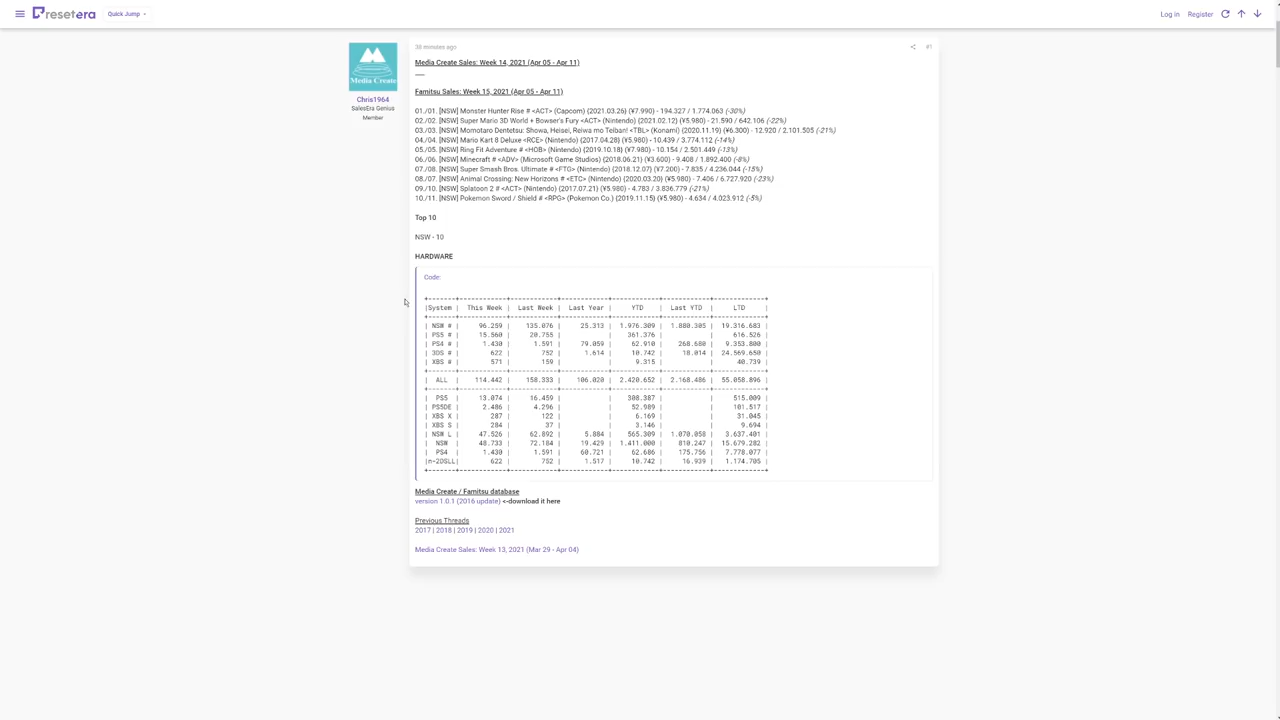 resetera
Quick Jump
Log in
Register
38 minutes ago
#1
Media Create
Chris1964
SalesEra Genius
Member
Media Create Sales: Week 14, 2021 (Apr 05 - Apr 11)
Famitsu Sales: Week 15, 2021 (Apr 05 - Apr 11)
01./01. [NSW] Monster Hunter Rise # <ACT> (Capcom) {2021.03.26} (¥7.990) - 194.327 / 1.774.063 (-30%)
02./02. [NSW] Super Mario 3D World + Bowser's Fury <ACT> (Nintendo) {2021.02.12} (¥5.980) - 21.590 / 642.106 (-22%)
03./03. [NSW] Momotaro Dentetsu: Showa, Heisei, Reiwa mo Teiban! <TBL> (Konami) {2020.11.19} (¥6.300) - 12.920 / 2.101.505 (-21%)
04./04. [NSW] Mario Kart 8 Deluxe <RCE> (Nintendo) {2017.04.28} (¥5.980) - 10.439 / 3.774.112 (-14%)
05./05. [NSW] Ring Fit Adventure # <HOB> (Nintendo) {2019.10.18} (¥7.980) - 10.154 / 2.501.449 (-13%)
06./06. [NSW] Minecraft # <ADV> (Microsoft Game Studios) {2018.06.21} (¥3.600) - 9.408 / 1.892.400 (-8%)
07./08. [NSW] Super Smash Bros. Ultimate # <FTG> (Nintendo) {2018.12.07} (¥7.200) - 7.835 / 4.236.044 (-15%)
08./07. [NSW] Animal Crossing: New Horizons # <ETC> (Nintendo) {2020.03.20} (¥5.980) - 7.406 / 6.727.920 (-23%)
09./10. [NSW] Splatoon 2 # <ACT> (Nintendo) {2017.07.21} (¥5.980) - 4.783 / 3.836.779 (-21%)
10./11. [NSW] Pokemon Sword / Shield # <RPG> (Pokemon Co.) {2019.11.15} (¥5.980) - 4.634 / 4.023.912 (-5%)
Top 10
NSW - 10
HARDWARE
Code:
|System | This Week | Last Week | Last Year | YTD | Last YTD | LTD |
| NSW # | 96.259 | 135.076 | 25.313 | 1.976.309 | 1.880.305 | 19.316.683 |
| PS5 # | 15.560 | 20.755 | | 361.376 | | 616.526 |
| PS4 # | 1.430 | 1.591 | 79.059 | 62.910 | 268.680 | 9.353.800 |
| 3DS # | 622 | 752 | 1.614 | 10.742 | 18.014 | 24.569.650 |
| XBS # | 571 | 159 | | 9.315 | | 40.739 |
| ALL | 114.442 | 158.333 | 106.020 | 2.420.652 | 2.168.486 | 55.058.896 |
| PS5 | 13.074 | 16.459 | | 308.387 | | 515.009 |
| PS5DE | 2.486 | 4.296 | | 52.989 | | 101.517 |
| XBS X | 287 | 122 | | 6.169 | | 31.045 |
| XBS S | 284 | 37 | | 3.146 | | 9.694 |
| NSW L | 47.526 | 62.892 | 5.884 | 565.309 | 1.070.058 | 3.637.401 |
| NSW | 48.733 | 72.184 | 19.429 | 1.411.000 | 810.247 | 15.679.282 |
| PS4 | 1.430 | 1.591 | 60.721 | 62.686 | 175.756 | 7.778.077 |
|n-2DSLL| 622 | 752 | 1.517 | 10.742 | 16.939 | 1.174.705 |
Media Create / Famitsu database
version 1.0.1 (2016 update) <-download it here
Previous Threads
2017 | 2018 | 2019 | 2020 | 2021
Media Create Sales: Week 13, 2021 (Mar 29 - Apr 04)